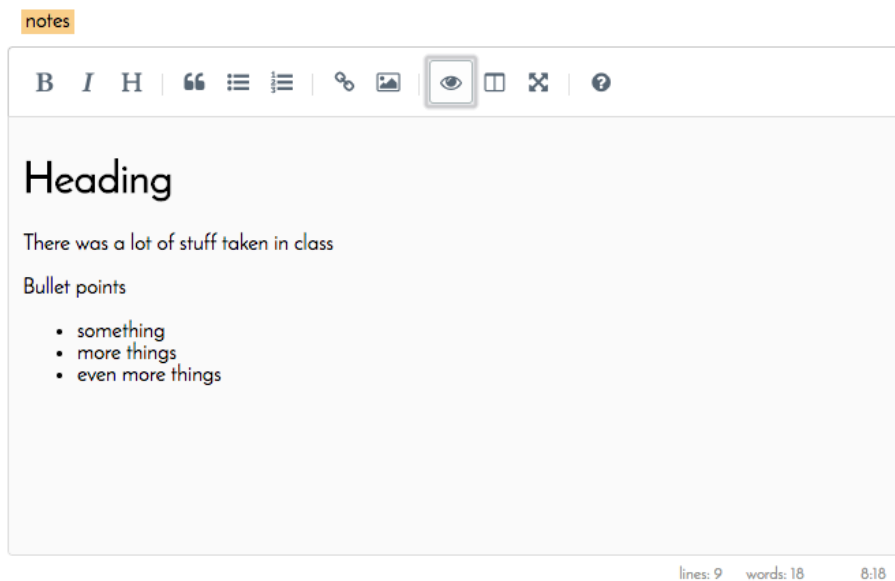 notes
B I H
Heading
There was a lot of stuff taken in class
Bullet points
something
more things
even more things
lines: 9 words: 18 8:18